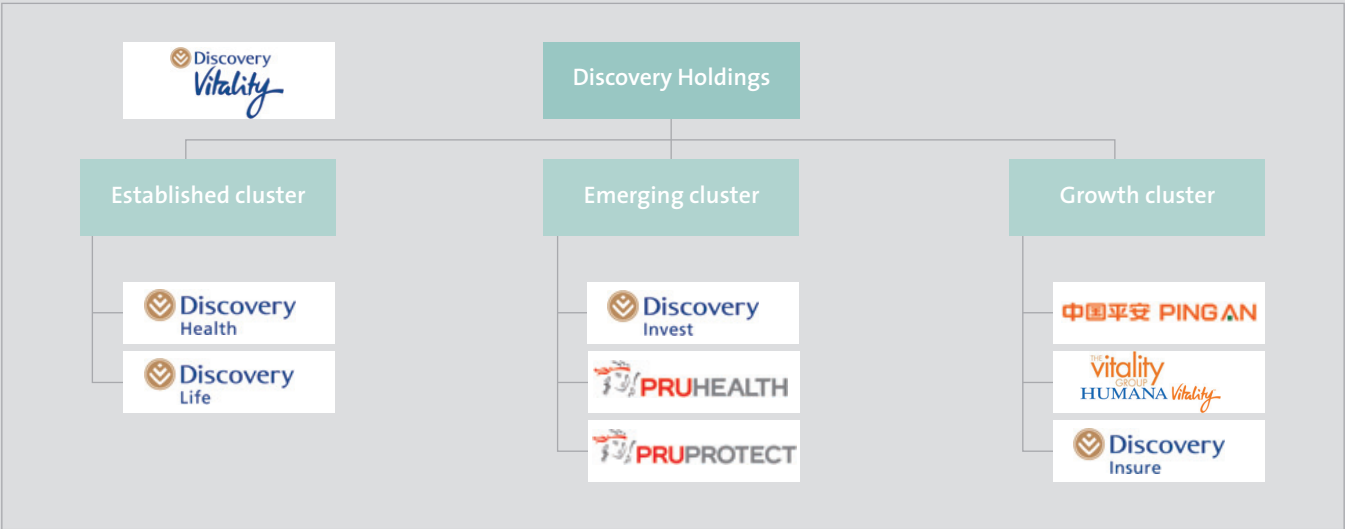 Discovery
Vitality
Discovery Holdings
Established cluster
Emerging cluster
Growth cluster
Discovery
Health
Discovery
Life
Discovery
Invest
PRUHEALTH
PRUPROTECT
中国平安 PING AN
THE
vitality
GROUP
HUMANA Vitality
Discovery
Insure